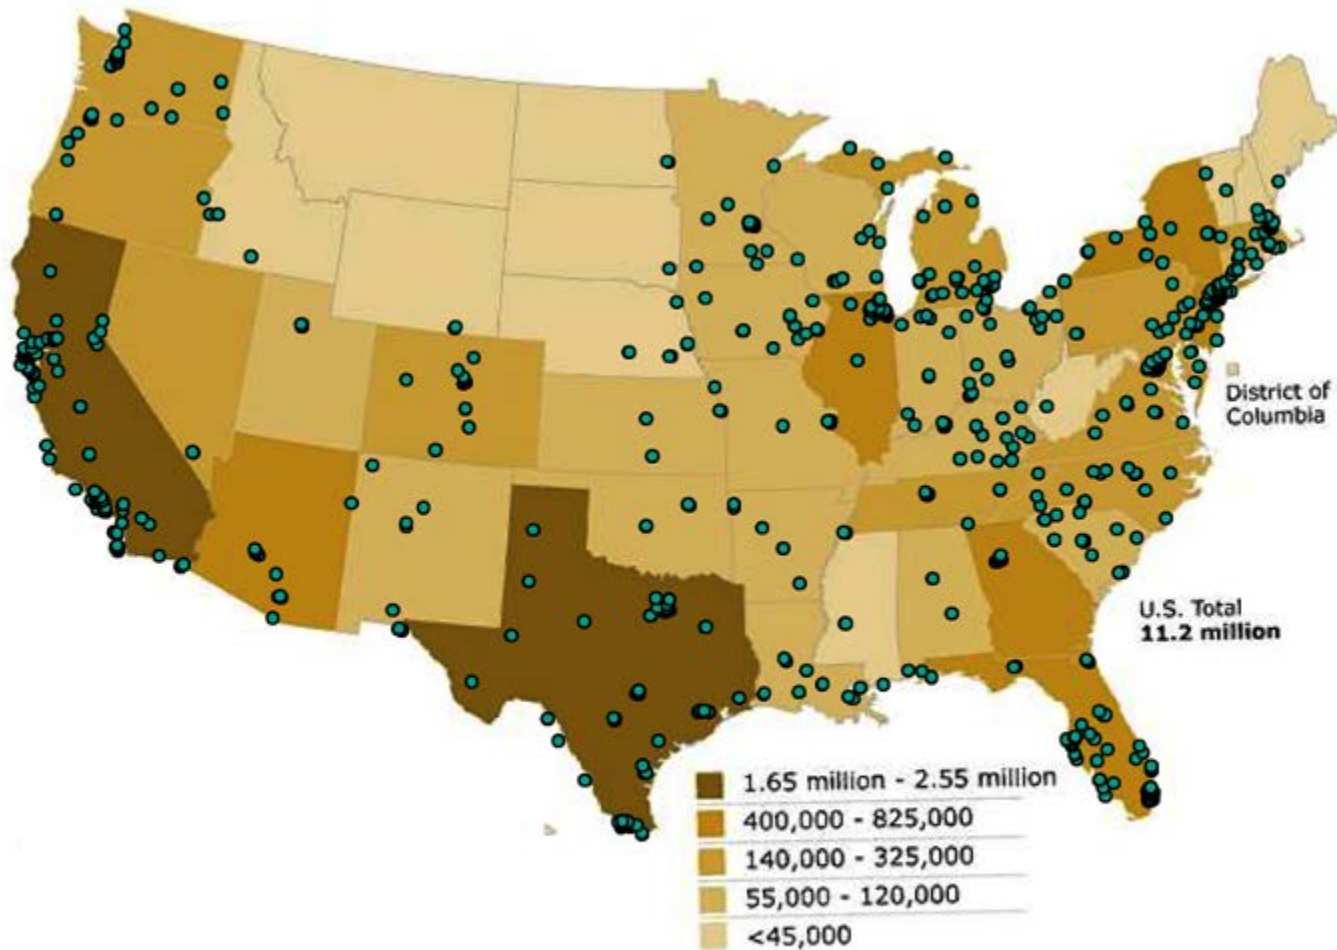 District of
Columbia
U.S. Total
11.2 million
1.65 million - 2.55 million
400,000 - 825,000
140,000 - 325,000
55,000 - 120,000
<45,000